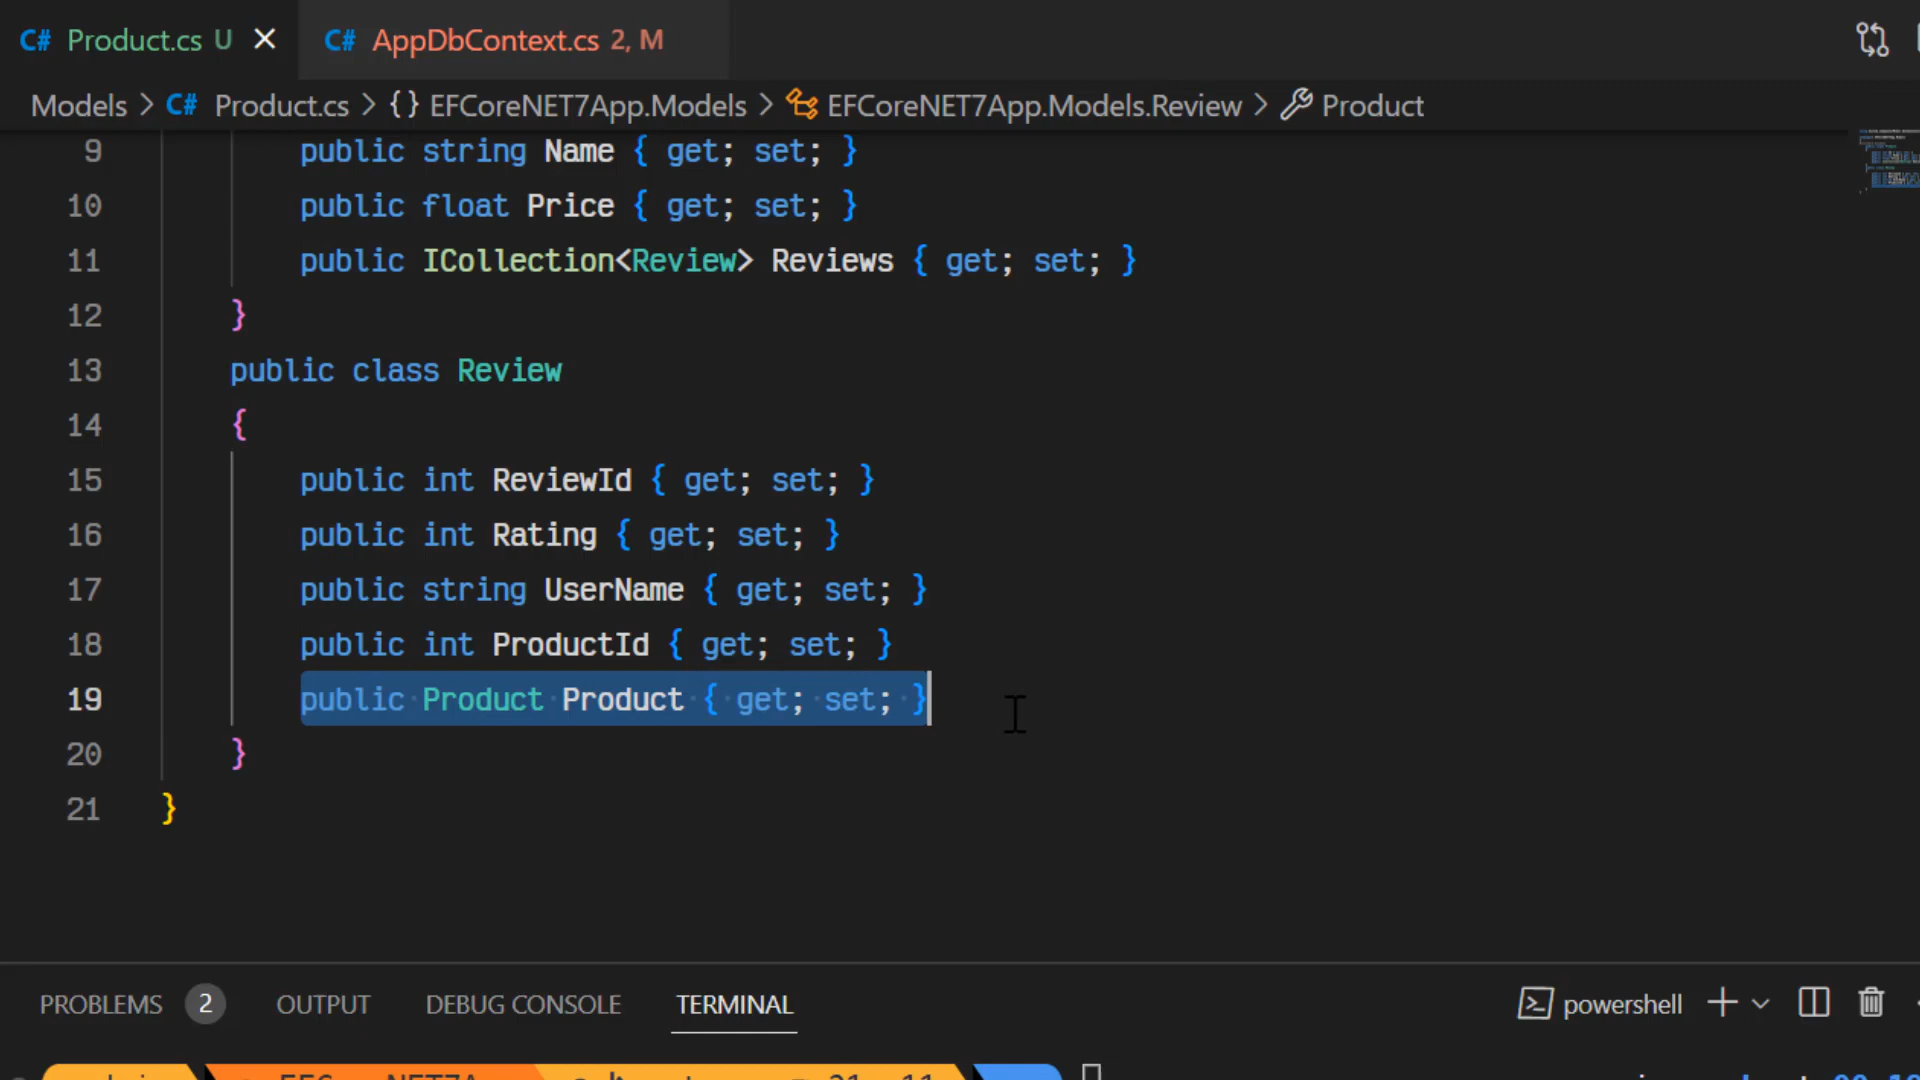 C# Product.cs U × C# AppDbContext.cs 2, M
Models > C# Product.cs > {} EFCoreNET7App.Models > EFCoreNET7App.Models.Review > Product
9 public string Name { get; set; }
10 public float Price { get; set; }
11 public ICollection<Review> Reviews { get; set; }
12 }
13 public class Review
14 {
15 public int ReviewId { get; set; }
16 public int Rating { get; set; }
17 public string UserName { get; set; }
18 public int ProductId { get; set; }
19 public Product Product { get; set; }
20 }
21 }
PROBLEMS 2 OUTPUT DEBUG CONSOLE TERMINAL powershell